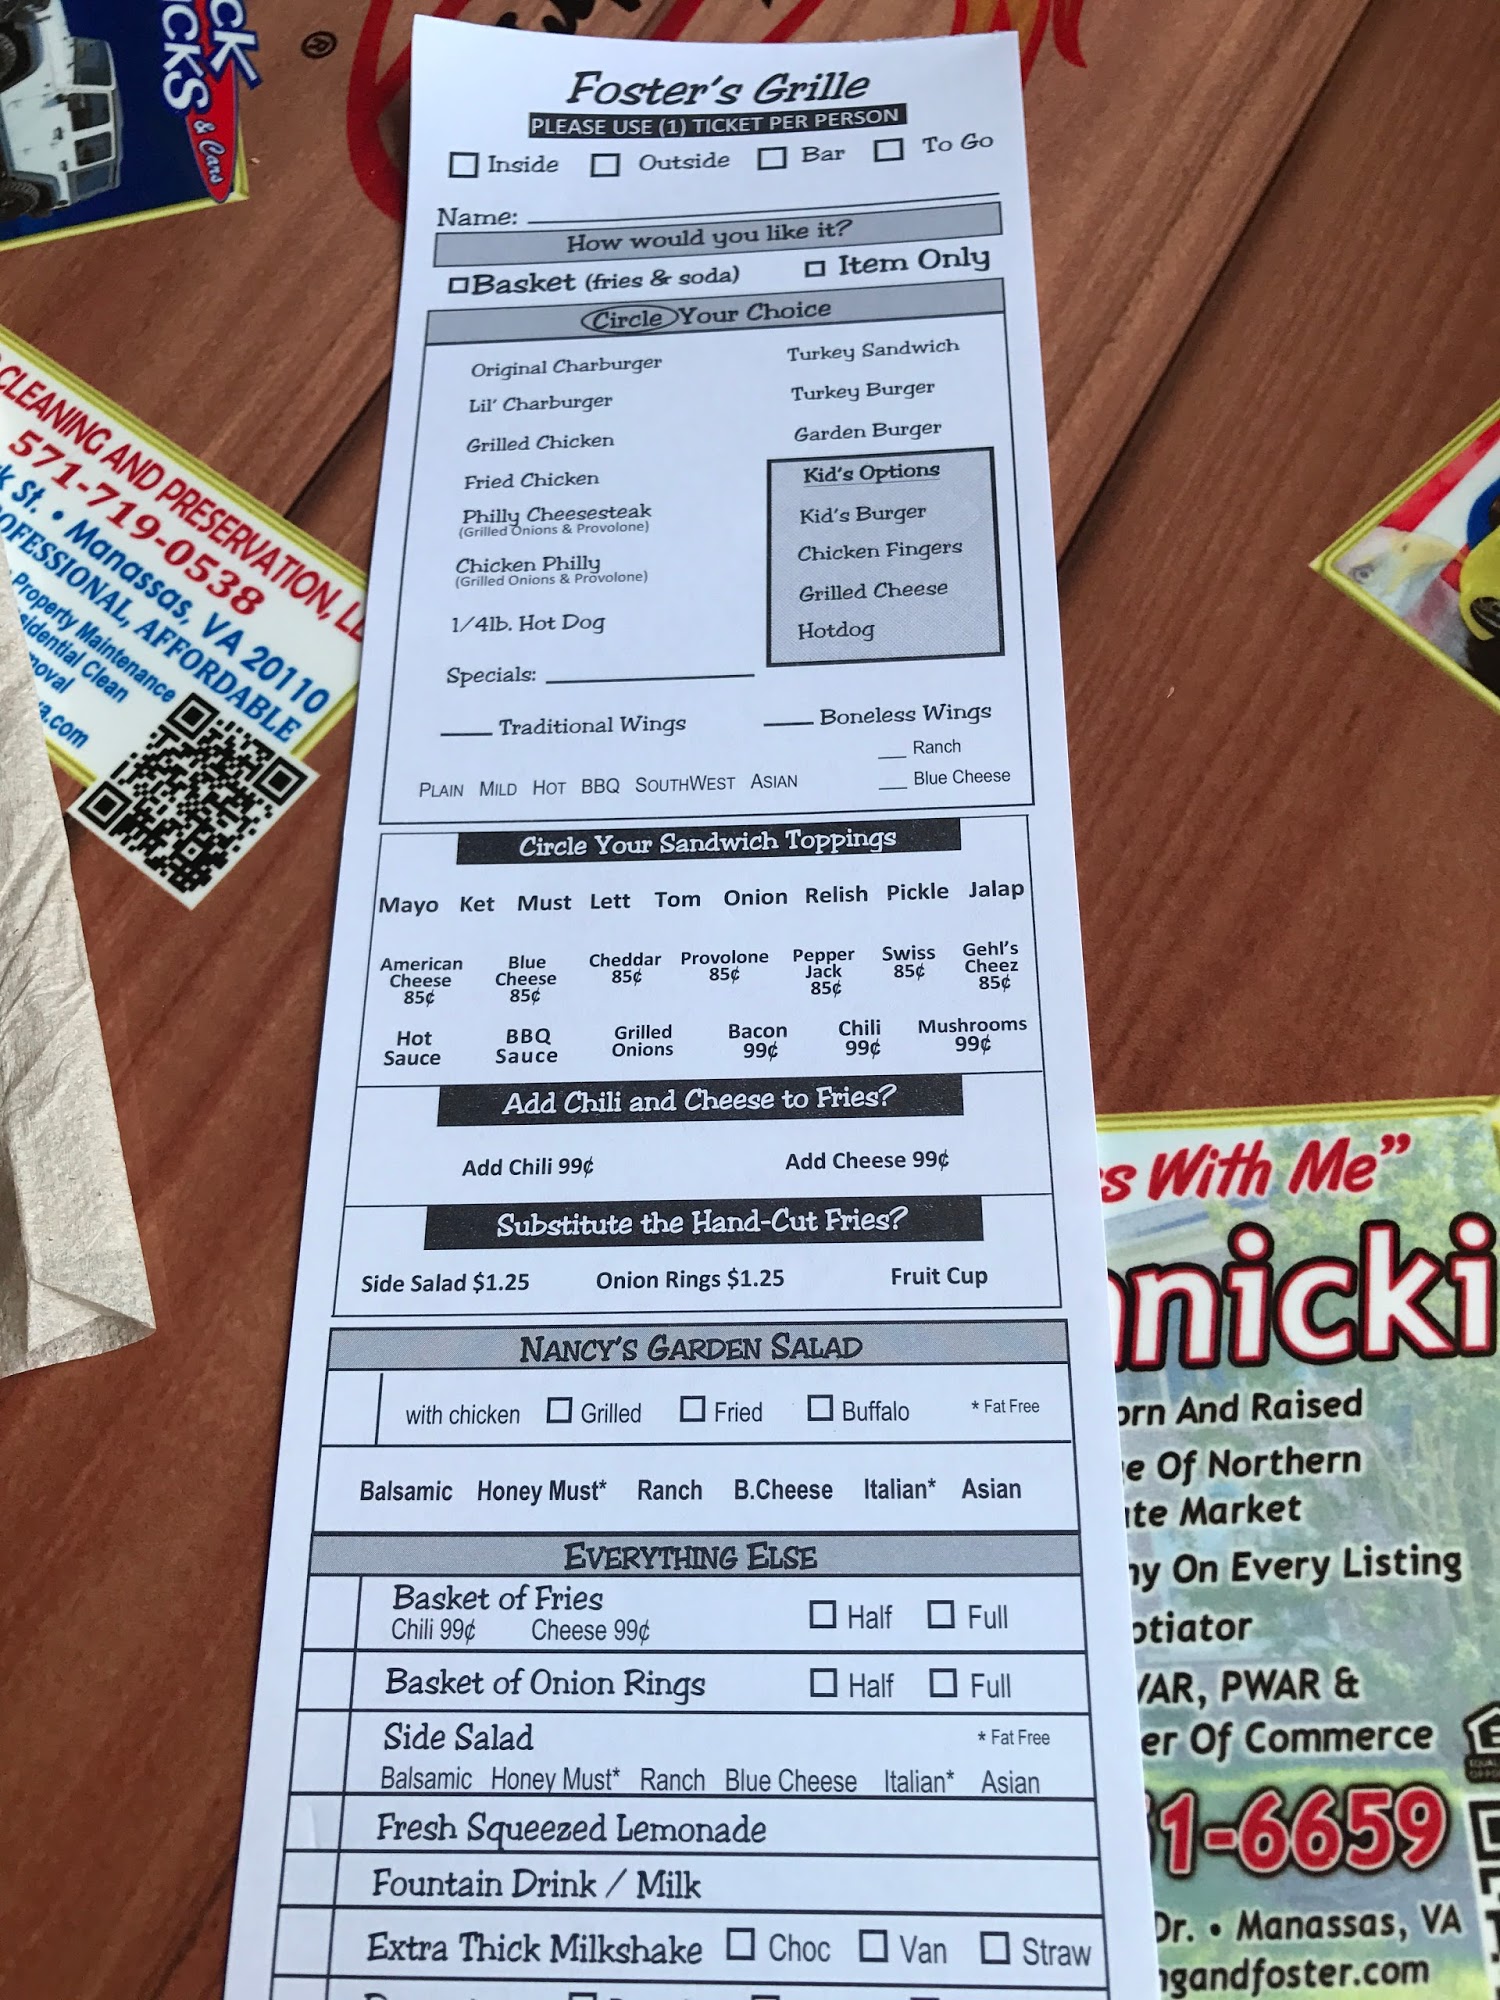 Foster's Grille
PLEASE USE (1) TICKET PER PERSON
Inside Outside Bar To Go
Name:
How would you like it?
Basket (fries & soda) Item Only
Circle Your Choice
Original Charburger
Lil' Charburger
Grilled Chicken
Fried Chicken
Philly Cheesesteak
(Grilled Onions & Provolone)
Chicken Philly
(Grilled Onions & Provolone)
1/4lb. Hot Dog
Turkey Sandwich
Turkey Burger
Garden Burger
Kid's Options
Kid's Burger
Chicken Fingers
Grilled Cheese
Hotdog
Specials:
Traditional Wings Boneless Wings
Ranch
Blue Cheese
PLAIN MILD HOT BBQ SOUTHWEST ASIAN
Circle Your Sandwich Toppings
Mayo Ket Must Lett Tom Onion Relish Pickle Jalap
American Cheese 85¢
Blue Cheese 85¢
Cheddar 85¢
Provolone 85¢
Pepper Jack 85¢
Swiss 85¢
Gehl's Cheez 85¢
Hot Sauce
BBQ Sauce
Grilled Onions
Bacon 99¢
Chili 99¢
Mushrooms 99¢
Add Chili and Cheese to Fries?
Add Chili 99¢ Add Cheese 99¢
Substitute the Hand-Cut Fries?
Side Salad $1.25 Onion Rings $1.25 Fruit Cup
NANCY'S GARDEN SALAD
with chicken Grilled Fried Buffalo * Fat Free
Balsamic Honey Must* Ranch B.Cheese Italian* Asian
EVERYTHING ELSE
Basket of Fries Half Full
Chili 99¢ Cheese 99¢
Basket of Onion Rings Half Full
Side Salad * Fat Free
Balsamic Honey Must* Ranch Blue Cheese Italian* Asian
Fresh Squeezed Lemonade
Fountain Drink / Milk
Extra Thick Milkshake Choc Van Straw
CK
CKS
& Cars
®
CLEANING AND PRESERVATION, LL
571-719-0538
k St. • Manassas, VA 20110
OFESSIONAL, AFFORDABLE
Property Maintenance
sidential Clean
moval
a.com
s With Me"
nicki
orn And Raised
e Of Northern
te Market
ny On Every Listing
otiator
VAR, PWAR &
er Of Commerce
1-6659
Dr. • Manassas, VA
ngandfoster.com